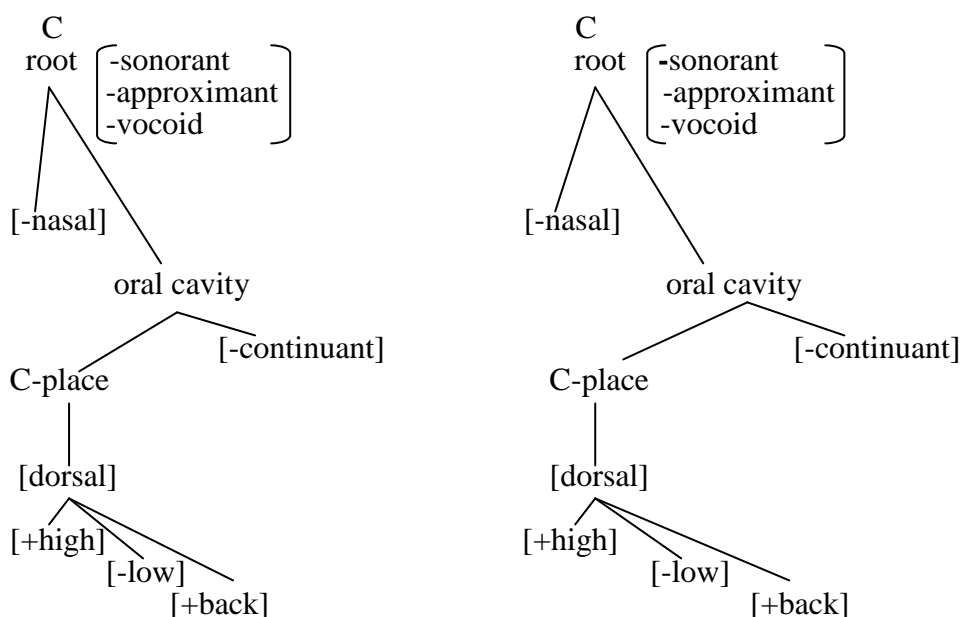 C C
root -sonorant root -sonorant
-approximant -approximant
-vocoid -vocoid
[-nasal] [-nasal]
oral cavity oral cavity
[-continuant] [-continuant]
C-place C-place
[dorsal] [dorsal]
[+high] [+high]
[-low] [-low]
[+back] [+back]